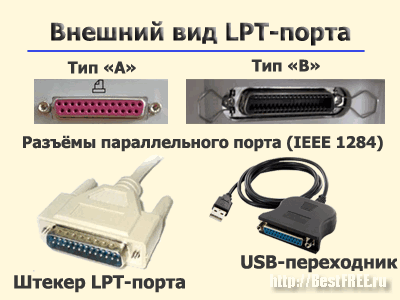 Внешний вид LPT-порта
Тип «А»
Тип «В»
Разъёмы параллельного порта (IEEE 1284)
USB-переходник
Штекер LPT-порта
http://BestFREE.ru